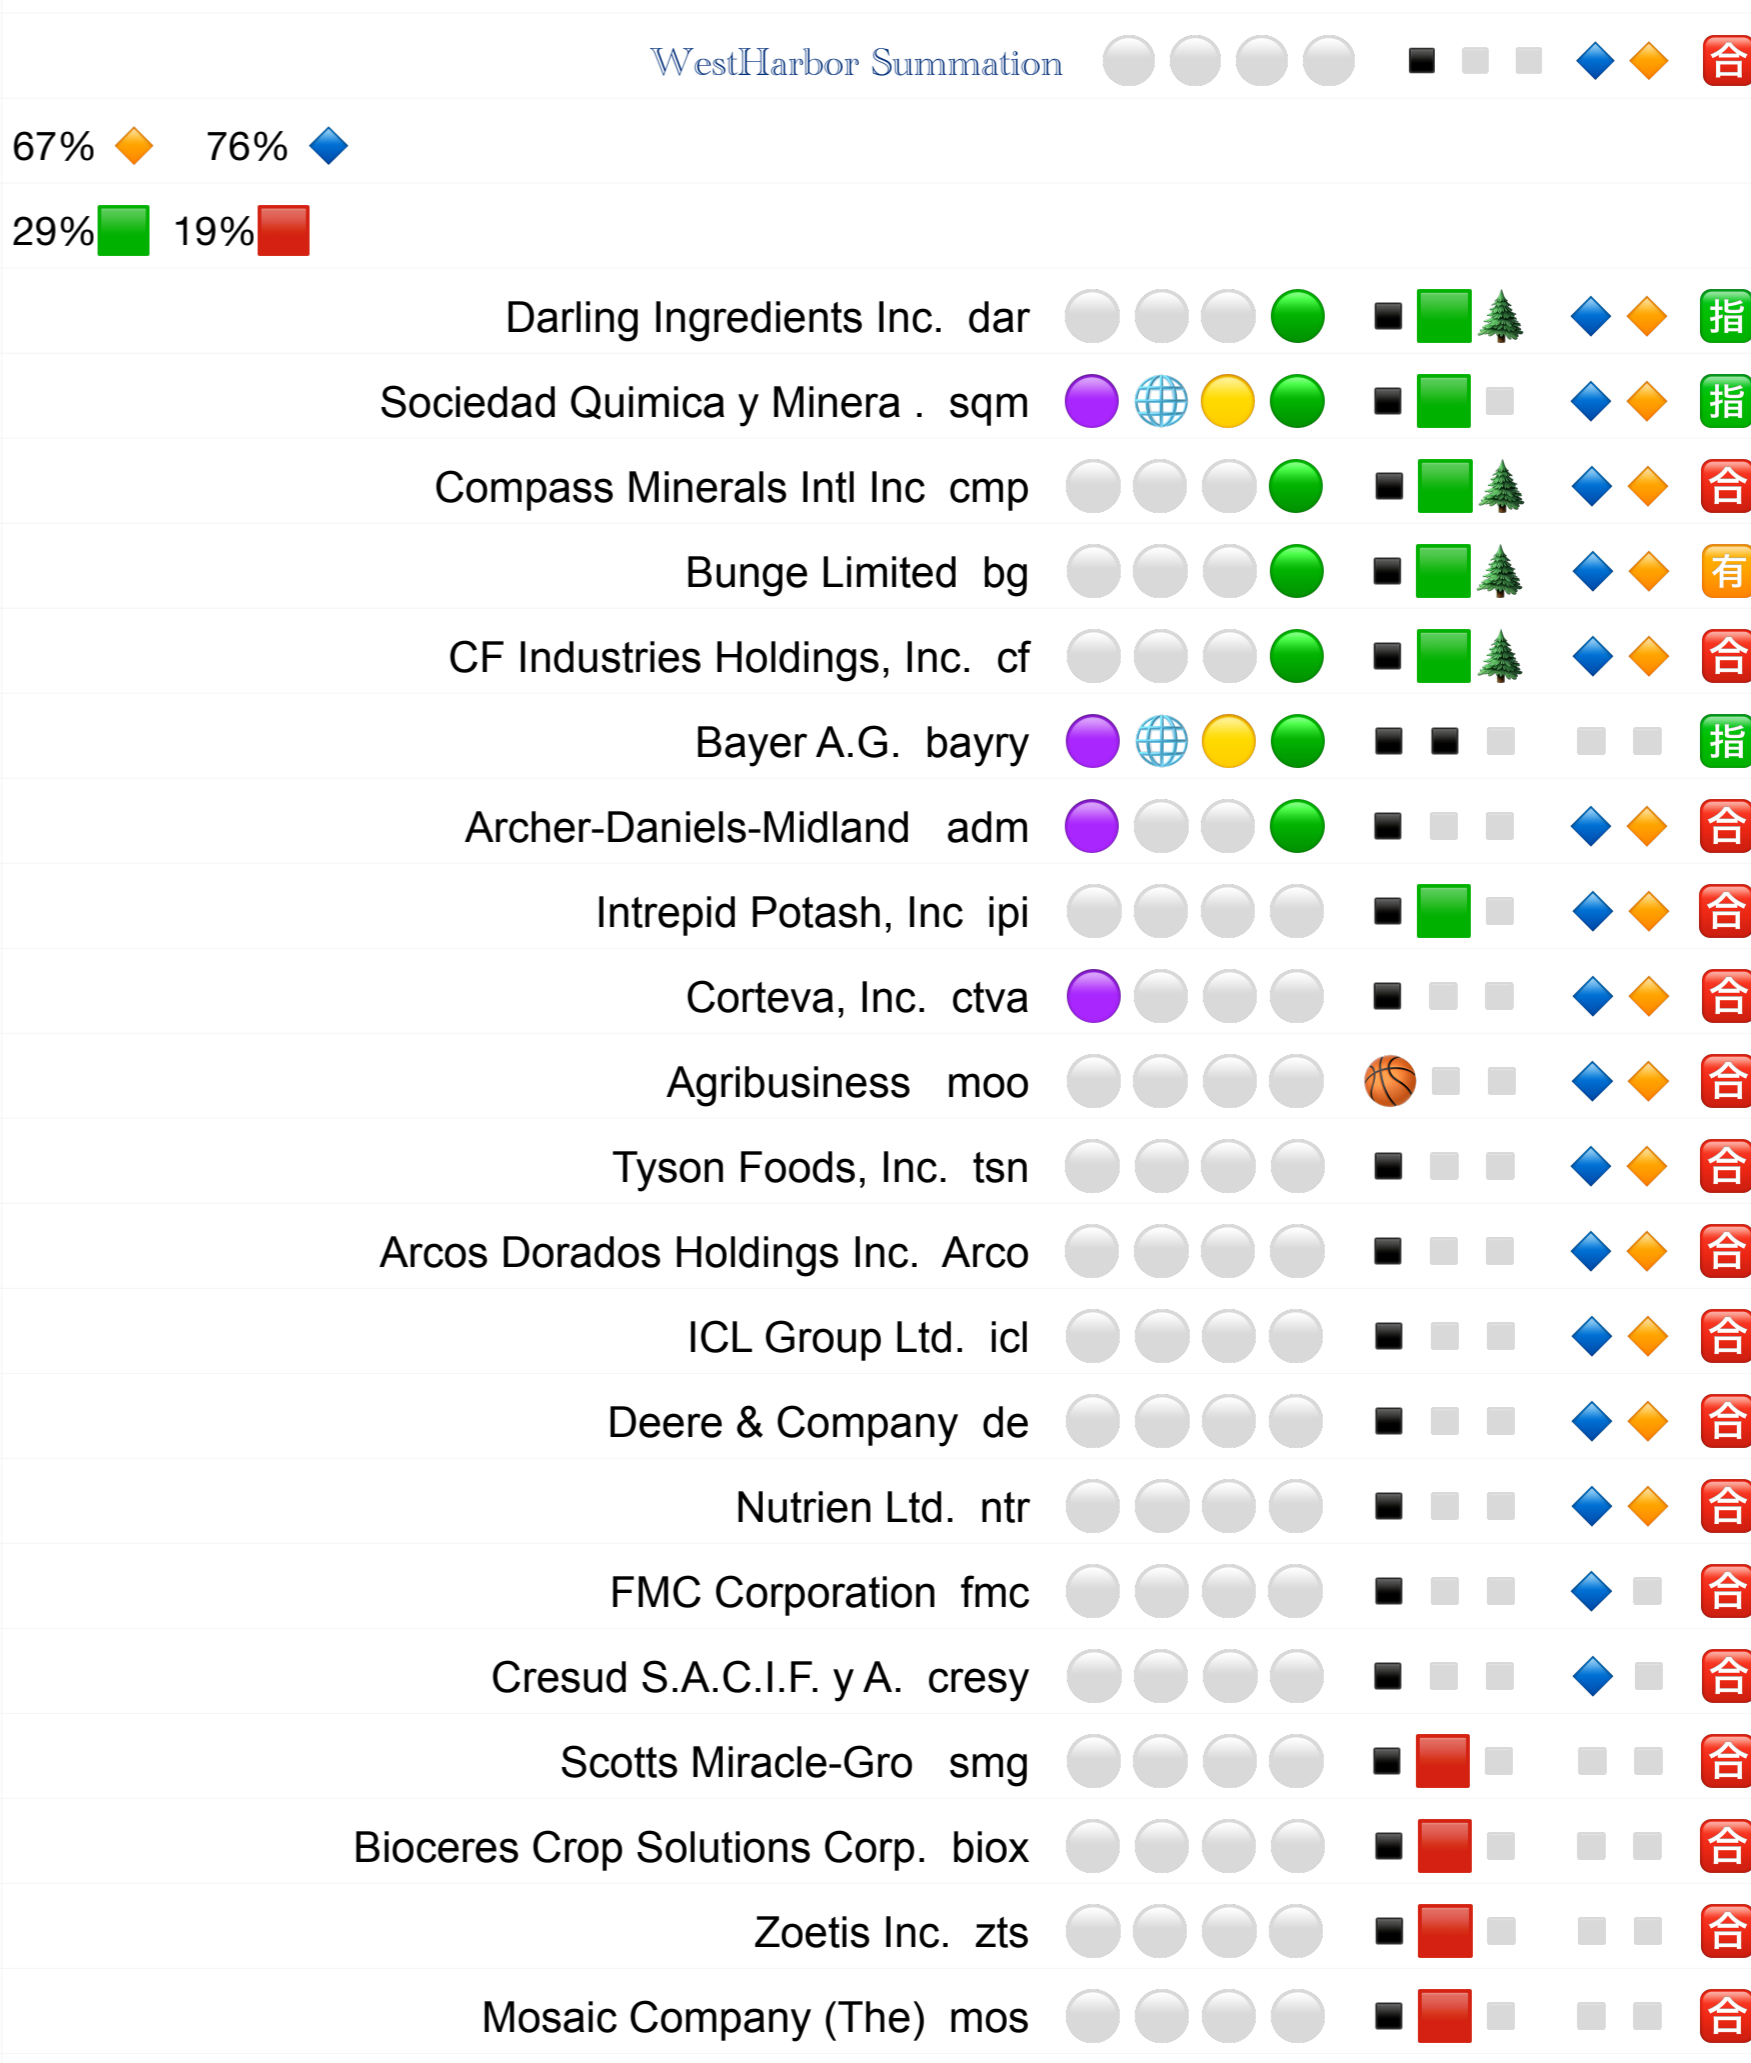 WestHarbor Summation 合
67% 76%
29% 19%
Darling Ingredients Inc. dar 指
Sociedad Quimica y Minera . sqm 指
Compass Minerals Intl Inc cmp 合
Bunge Limited bg 有
CF Industries Holdings, Inc. cf 合
Bayer A.G. bayry 指
Archer-Daniels-Midland adm 合
Intrepid Potash, Inc ipi 合
Corteva, Inc. ctva 合
Agribusiness moo 合
Tyson Foods, Inc. tsn 合
Arcos Dorados Holdings Inc. Arco 合
ICL Group Ltd. icl 合
Deere & Company de 合
Nutrien Ltd. ntr 合
FMC Corporation fmc 合
Cresud S.A.C.I.F. y A. cresy 合
Scotts Miracle-Gro smg 合
Bioceres Crop Solutions Corp. biox 合
Zoetis Inc. zts 合
Mosaic Company (The) mos 合